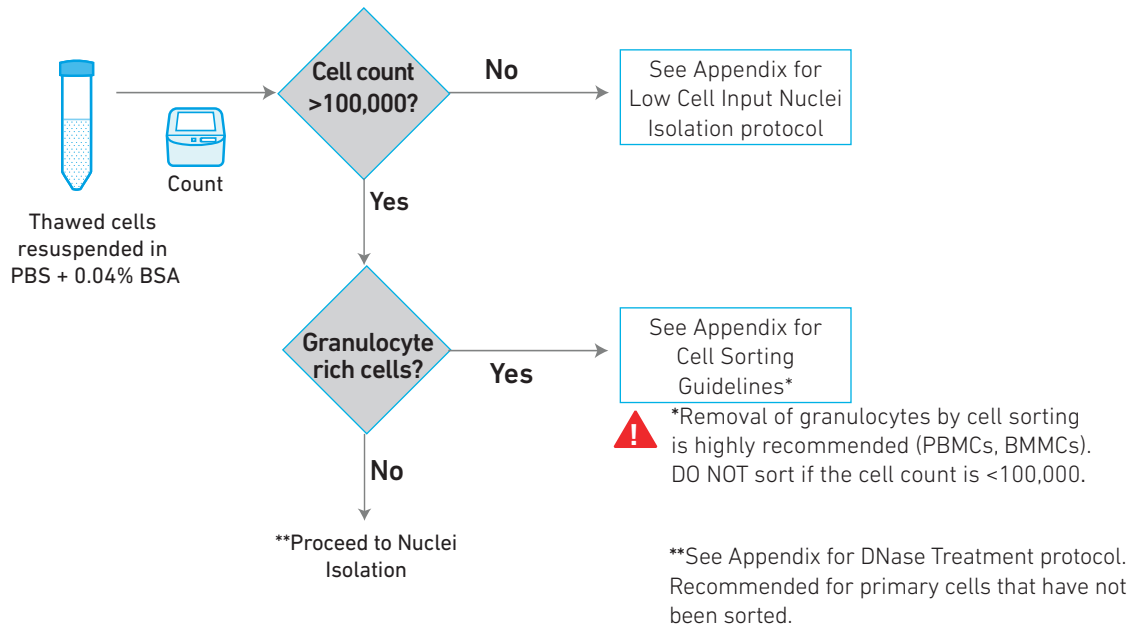 Cell count
>100,000?
No
See Appendix for
Low Cell Input Nuclei
Isolation protocol
Count
Thawed cells
resuspended in
PBS + 0.04% BSA
Yes
Granulocyte
rich cells?
Yes
See Appendix for
Cell Sorting
Guidelines*
!
*Removal of granulocytes by cell sorting
is highly recommended (PBMCs, BMMCs).
DO NOT sort if the cell count is <100,000.
No
**Proceed to Nuclei
Isolation
**See Appendix for DNase Treatment protocol.
Recommended for primary cells that have not
been sorted.